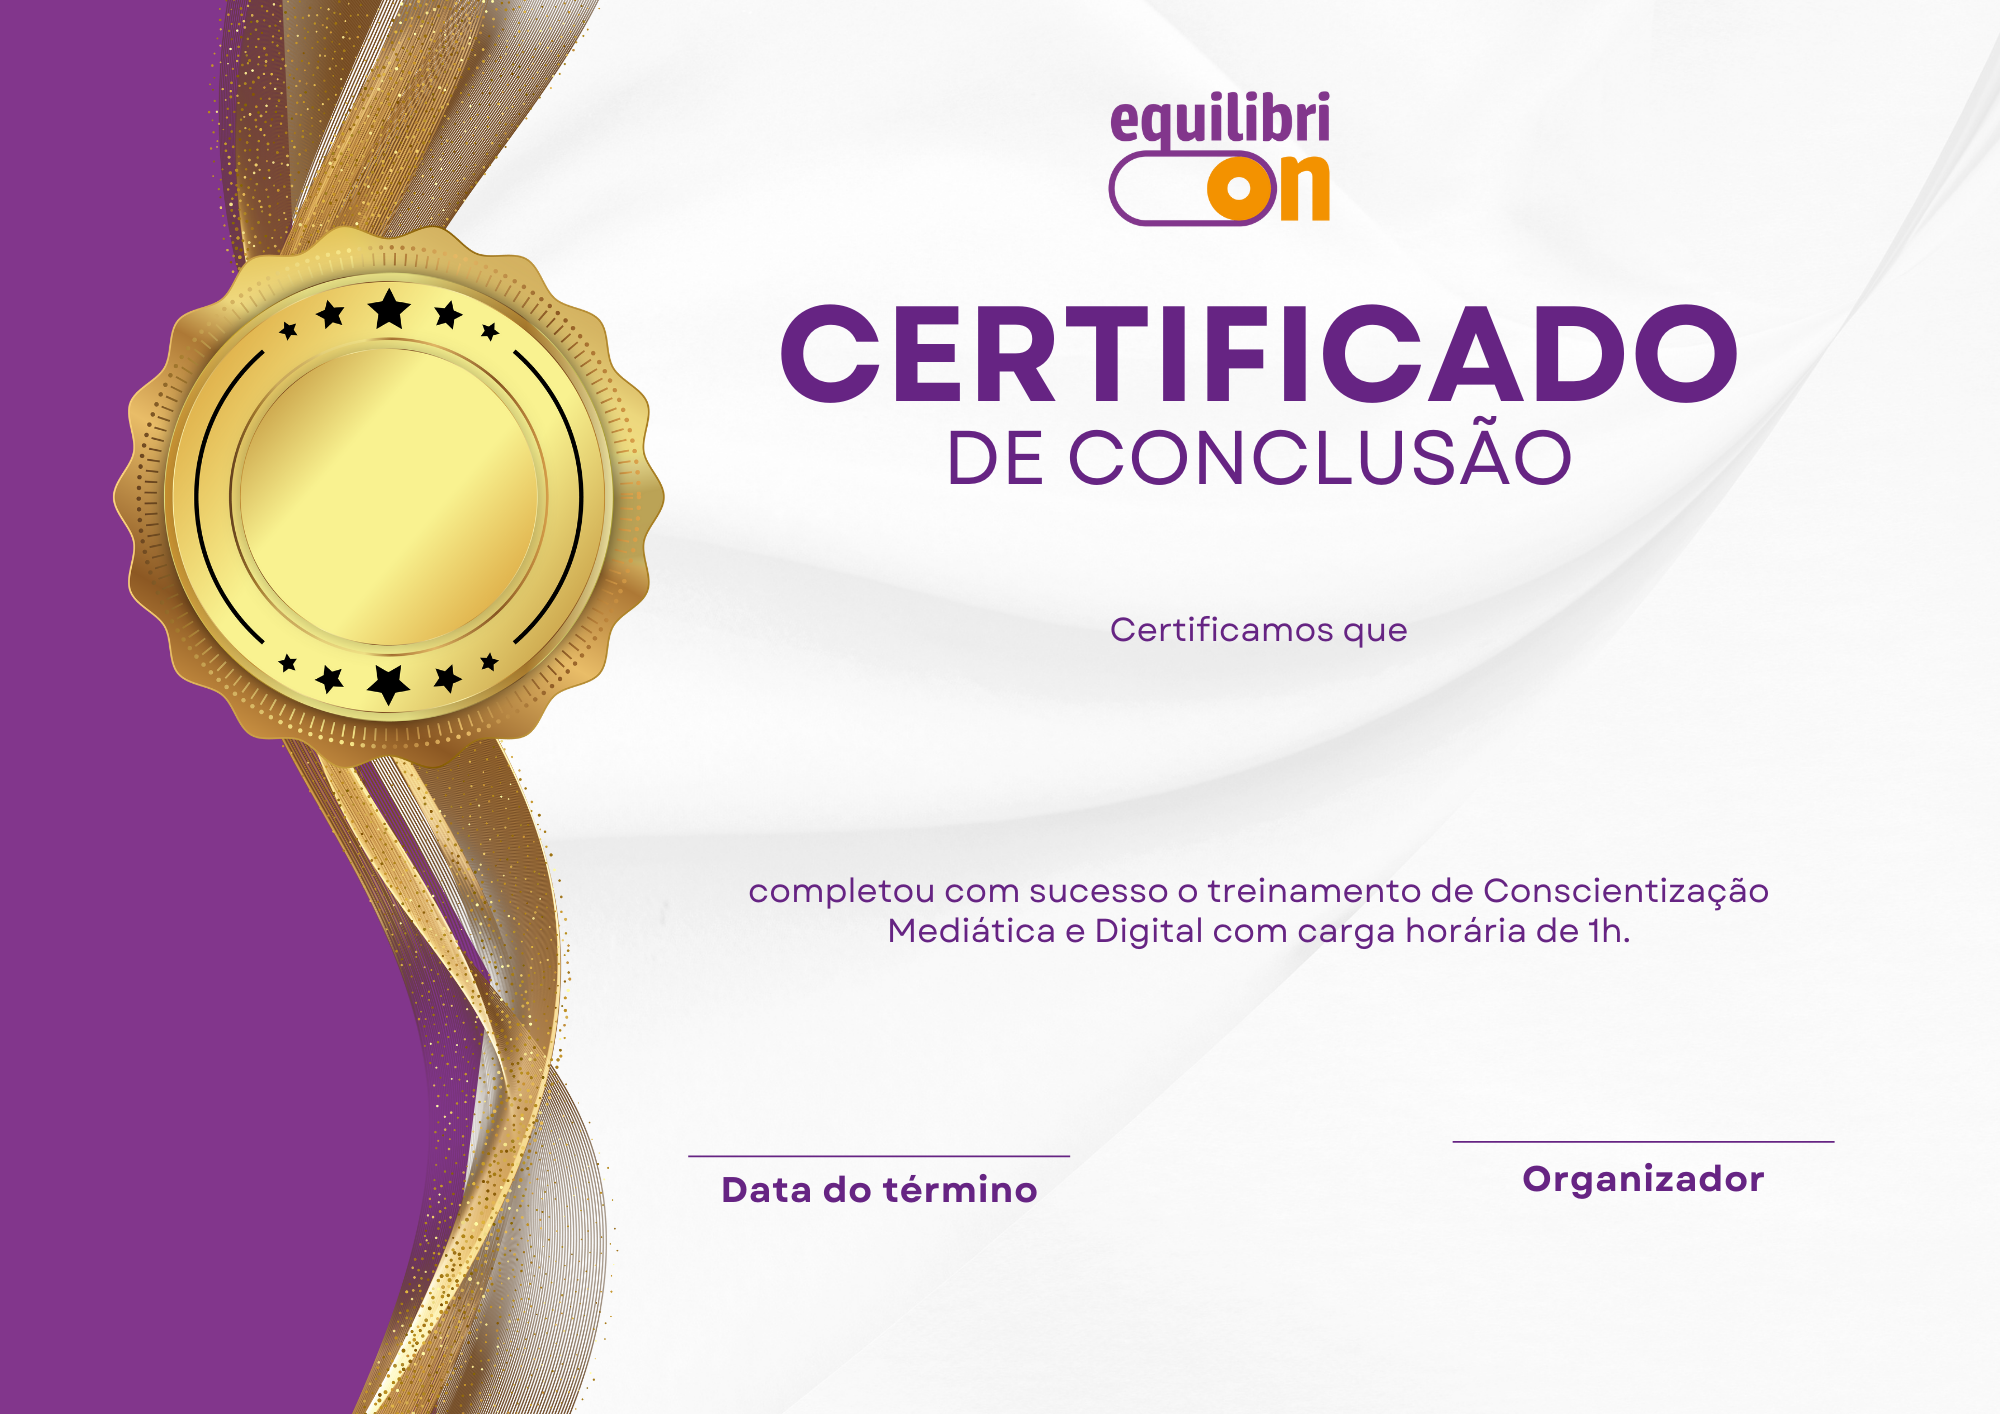 equilibri
on
CERTIFICADO
DE CONCLUSÃO
Certificamos que
completou com sucesso o treinamento de Conscientização
Mediática e Digital com carga horária de 1h.
Data do término
Organizador